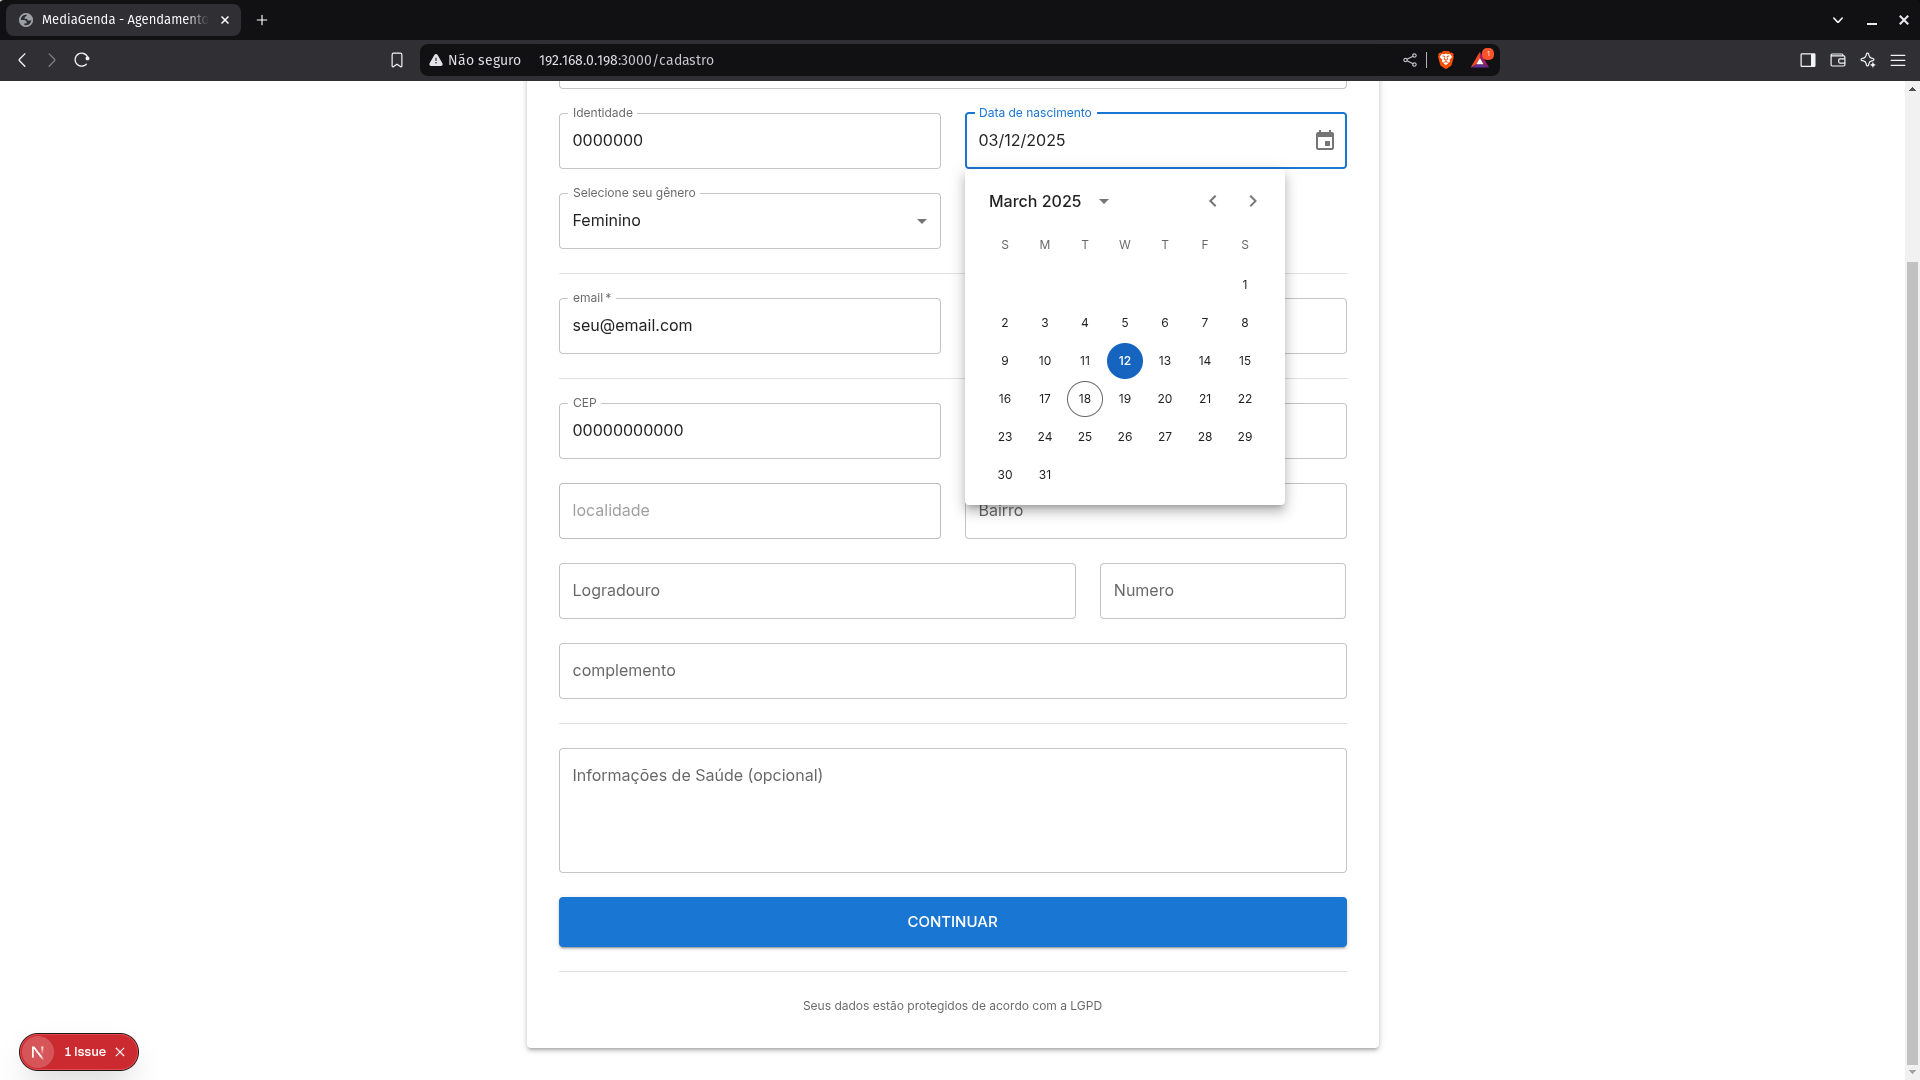 MediaGenda - Agendamento
Não seguro 192.168.0.198:3000/cadastro
1
Identidade
0000000
Data de nascimento
03/12/2025
Selecione seu gênero
Feminino
March 2025
S M T W T F S
1
2 3 4 5 6 7 8
9 10 11 12 13 14 15
16 17 18 19 20 21 22
23 24 25 26 27 28 29
30 31
email *
seu@email.com
CEP
00000000000
localidade
Bairro
Logradouro
Numero
complemento
Informações de Saúde (opcional)
CONTINUAR
Seus dados estão protegidos de acordo com a LGPD
N 1 Issue